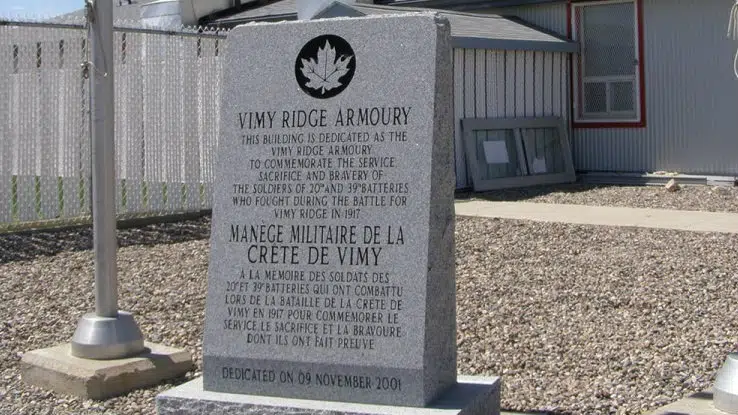 VIMY RIDGE ARMOURY
THIS BUILDING IS DEDICATED AS THE
VIMY RIDGE ARMOURY
TO COMMEMORATE THE SERVICE
SACRIFICE AND BRAVERY OF
THE SOLDIERS OF 20TH AND 39TH BATTERIES
WHO FOUGHT DURING THE BATTLE FOR
VIMY RIDGE IN 1917
MANÈGE MILITAIRE DE LA
CRÊTE DE VIMY
À LA MÉMOIRE DES SOLDATS DES
20E ET 39E BATTERIES QUI ONT COMBATTU
LORS DE LA BATAILLE DE LA CRÊTE DE
VIMY EN 1917 POUR COMMEMORER LE
SERVICE LE SACRIFICE ET LA BRAVOURE
DONT ILS ONT FAIT PREUVE
DEDICATED ON 09 NOVEMBER 2001